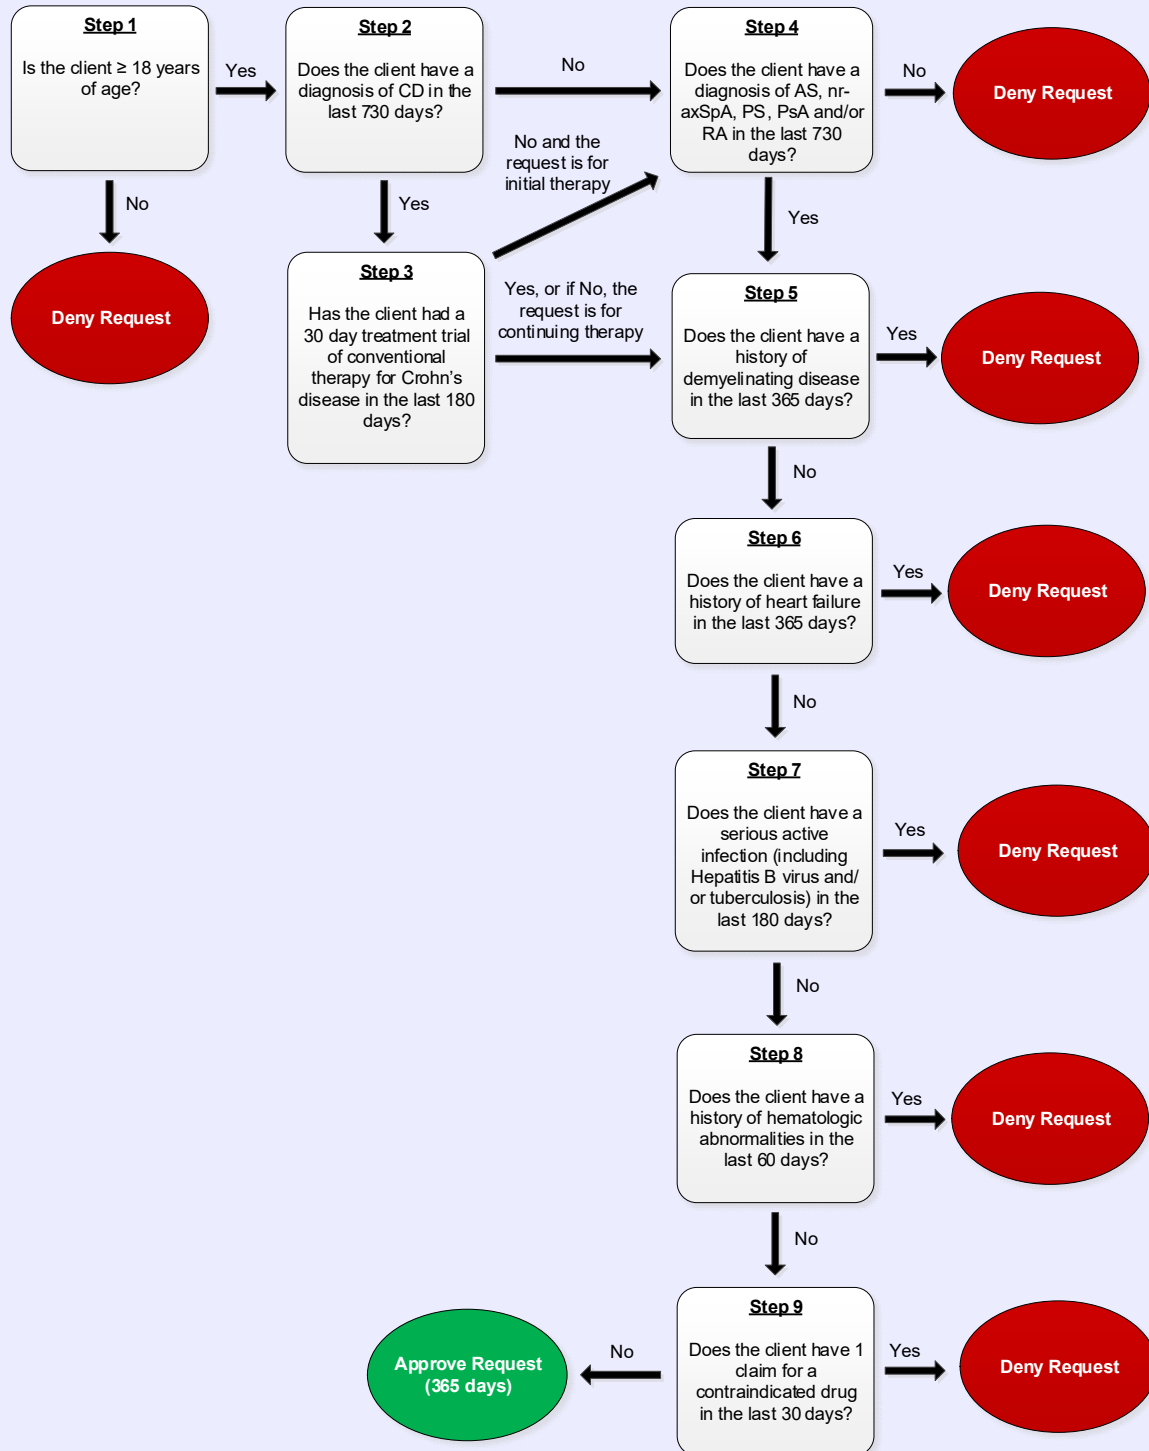 Step 1
Is the client ≥ 18 years
of age?
Yes
No
Deny Request
Step 2
Does the client have a
diagnosis of CD in the
last 730 days?
No
Yes
Step 3
Has the client had a
30 day treatment trial
of conventional
therapy for Crohn's
disease in the last 180
days?
No and the
request is for
initial therapy
Yes, or if No, the
request is for
continuing therapy
Step 4
Does the client have a
diagnosis of AS, nr-
axSpA, PS, PsA and/or
RA in the last 730
days?
No
Deny Request
Yes
Step 5
Does the client have a
history of
demyelinating disease
in the last 365 days?
Yes
Deny Request
No
Step 6
Does the client have a
history of heart failure
in the last 365 days?
Yes
Deny Request
No
Step 7
Does the client have a
serious active
infection (including
Hepatitis B virus and/
or tuberculosis) in the
last 180 days?
Yes
Deny Request
No
Step 8
Does the client have a
history of hematologic
abnormalities in the
last 60 days?
Yes
Deny Request
No
Step 9
Does the client have 1
claim for a
contraindicated drug
in the last 30 days?
Yes
Deny Request
No
Approve Request
(365 days)